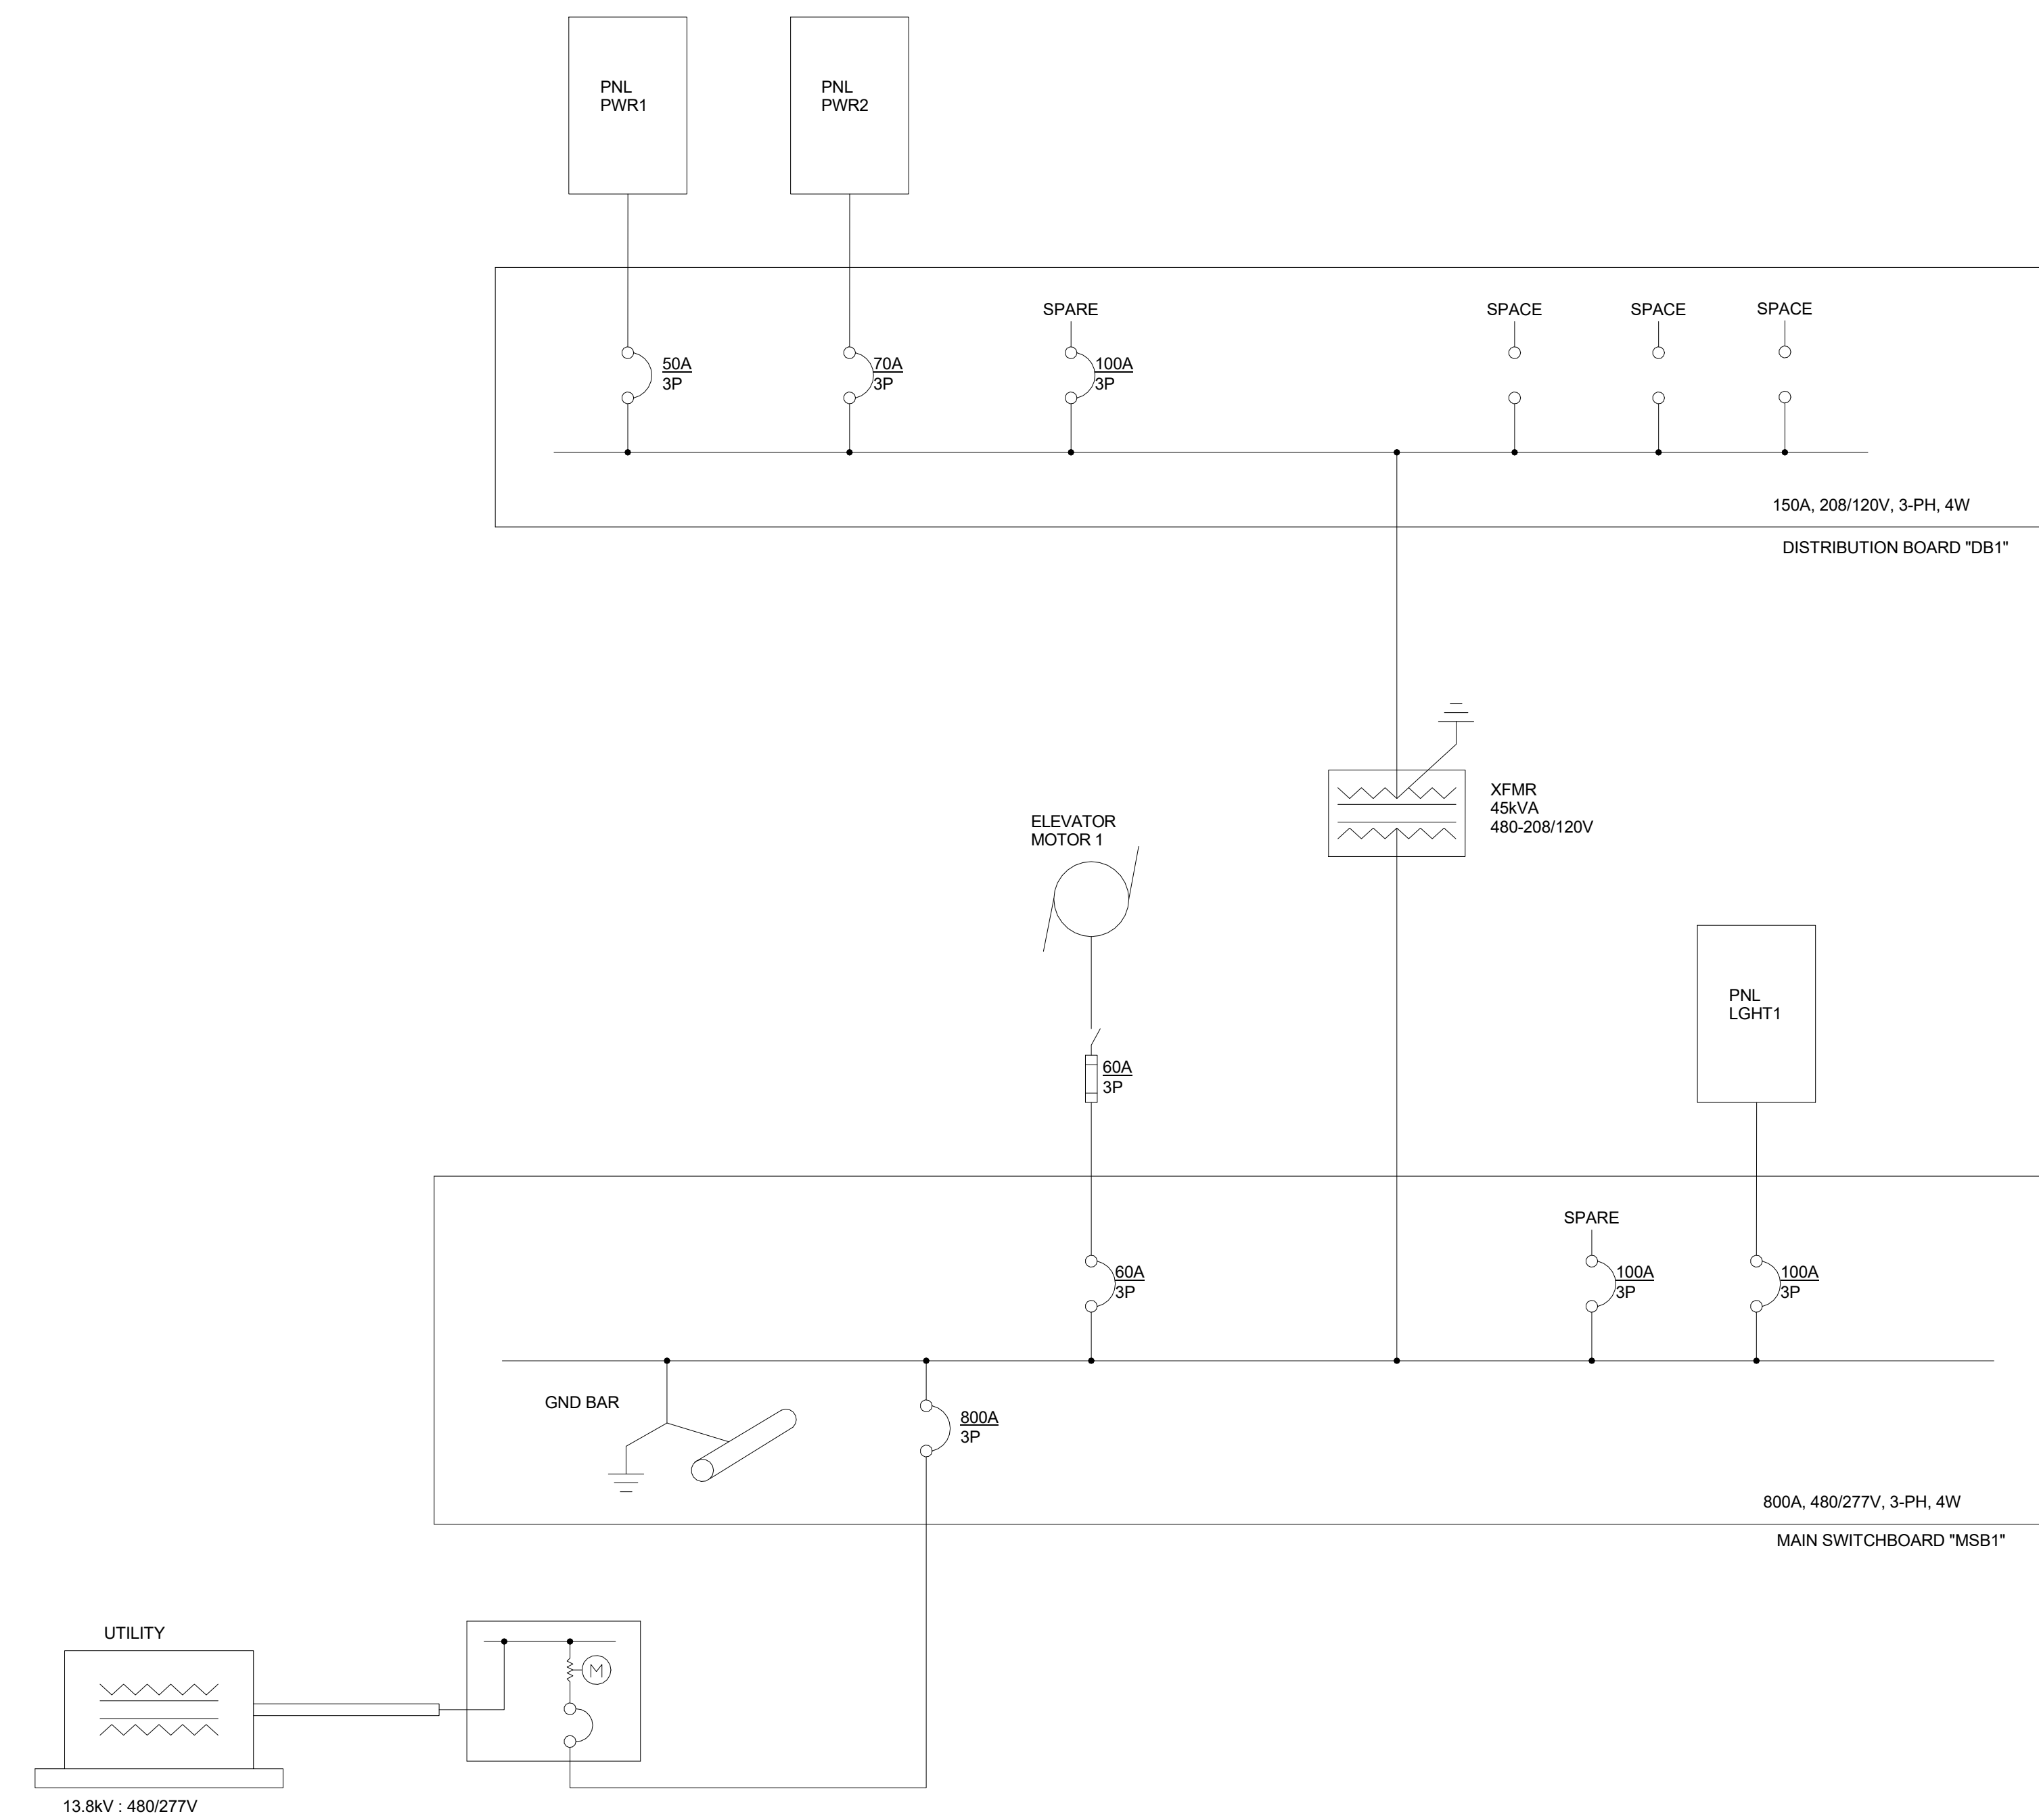 PNL
PWR1
PNL
PWR2
SPARE
SPACE
SPACE
SPACE
50A
3P
70A
3P
100A
3P
150A, 208/120V, 3-PH, 4W
DISTRIBUTION BOARD "DB1"
XFMR
45kVA
480-208/120V
ELEVATOR
MOTOR 1
PNL
LGHT1
60A
3P
SPARE
60A
3P
100A
3P
100A
3P
GND BAR
800A
3P
800A, 480/277V, 3-PH, 4W
MAIN SWITCHBOARD "MSB1"
UTILITY
M
13.8kV : 480/277V